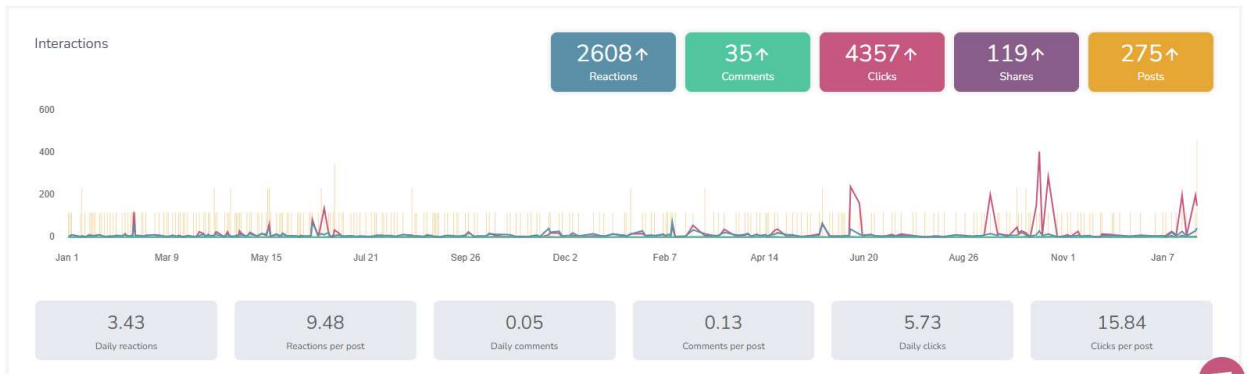 Interactions
2608↑
Reactions
35↑
Comments
4357↑
Clicks
119↑
Shares
275↑
Posts
600
400
200
0
Jan 1
Mar 9
May 15
Jul 21
Sep 26
Dec 2
Feb 7
Apr 14
Jun 20
Aug 26
Nov 1
Jan 7
3.43
Daily reactions
9.48
Reactions per post
0.05
Daily comments
0.13
Comments per post
5.73
Daily clicks
15.84
Clicks per post